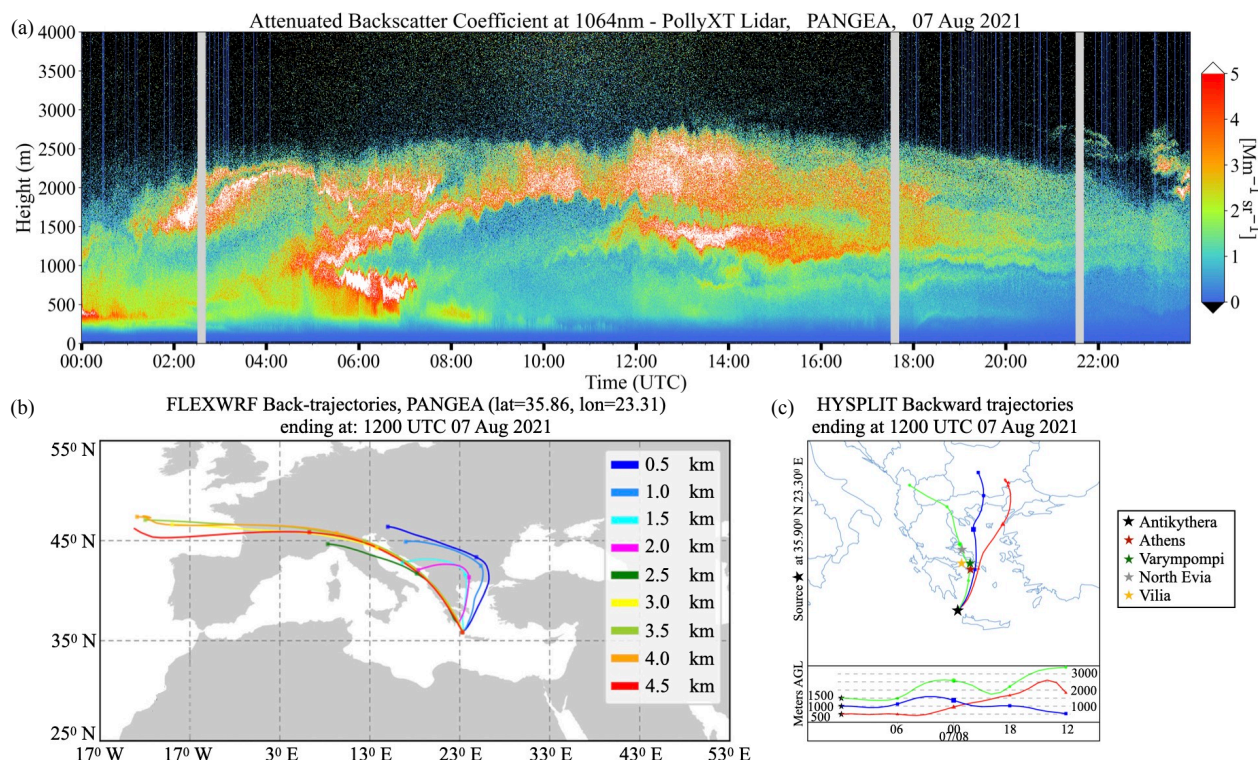 (a)
Attenuated Backscatter Coefficient at 1064nm - PollyXT Lidar, PANGEA, 07 Aug 2021
4000
3500
3000
2500
2000
1500
1000
500
0
Height (m)
00:00 02:00 04:00 06:00 08:00 10:00 12:00 14:00 16:00 18:00 20:00 22:00
Time (UTC)
5
4
3
2
1
0
[Mm⁻¹ sr⁻¹]
(b)
FLEXWRF Back-trajectories, PANGEA (lat=35.86, lon=23.31)
ending at: 1200 UTC 07 Aug 2021
55⁰ N
45⁰ N
35⁰ N
25⁰ N
17⁰ W 17⁰ W 3⁰ E 13⁰ E 23⁰ E 33⁰ E 43⁰ E 53⁰ E
0.5 km
1.0 km
1.5 km
2.0 km
2.5 km
3.0 km
3.5 km
4.0 km
4.5 km
(c)
HYSPLIT Backward trajectories
ending at 1200 UTC 07 Aug 2021
Source ★ at 35.90⁰ N 23.30⁰ E
Meters AGL
1500
1000
500
3000
2000
1000
06 00 18 12
07/08
★ Antikythera
★ Athens
★ Varympompi
★ North Evia
★ Vilia